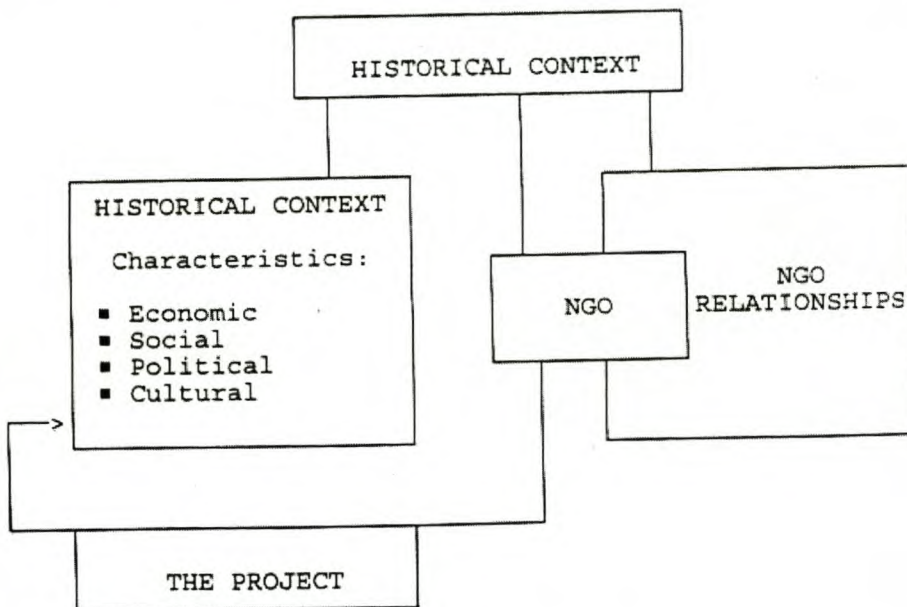 HISTORICAL CONTEXT
HISTORICAL CONTEXT
Characteristics:
■ Economic
■ Social
■ Political
■ Cultural
NGO
NGO
RELATIONSHIPS
THE PROJECT